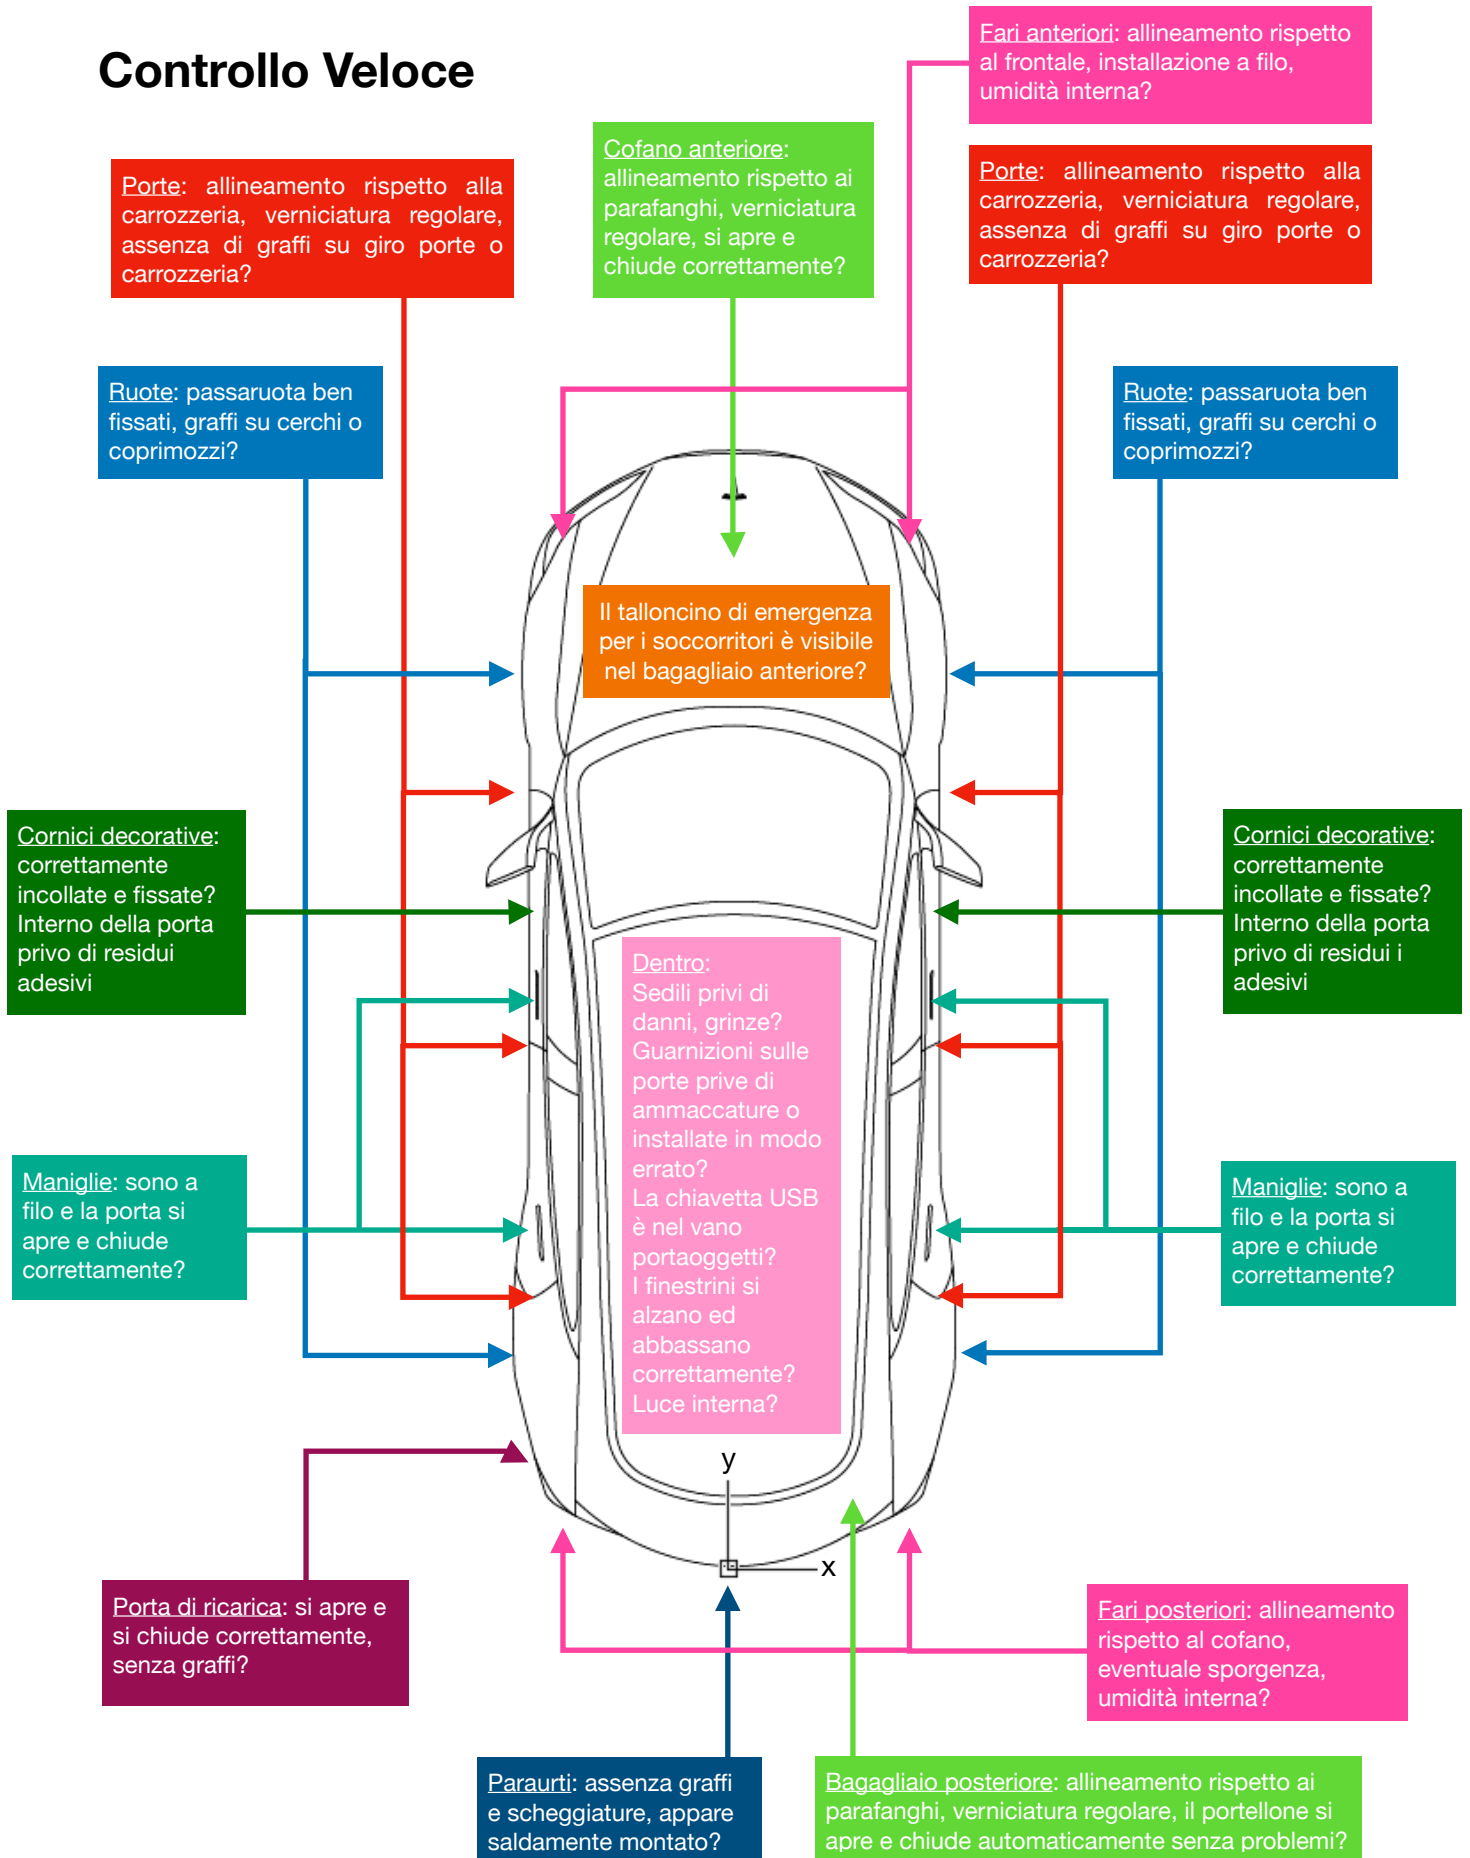 Controllo Veloce
Fari anteriori: allineamento rispetto
al frontale, installazione a filo,
umidità interna?
Porte: allineamento rispetto alla
carrozzeria, verniciatura regolare,
assenza di graffi su giro porte o
carrozzeria?
Cofano anteriore:
allineamento rispetto ai
parafanghi, verniciatura
regolare, si apre e
chiude correttamente?
Porte: allineamento rispetto alla
carrozzeria, verniciatura regolare,
assenza di graffi su giro porte o
carrozzeria?
Ruote: passaruota ben
fissati, graffi su cerchi o
coprimozzi?
Ruote: passaruota ben
fissati, graffi su cerchi o
coprimozzi?
Il talloncino di emergenza
per i soccorritori è visibile
nel bagagliaio anteriore?
Cornici decorative:
correttamente
incollate e fissate?
Interno della porta
privo di residui
adesivi
Cornici decorative:
correttamente
incollate e fissate?
Interno della porta
privo di residui i
adesivi
Dentro:
Sedili privi di
danni, grinze?
Guarnizioni sulle
porte prive di
ammaccature o
installate in modo
errato?
La chiavetta USB
è nel vano
portaoggetti?
I finestrini si
alzano ed
abbassano
correttamente?
Luce interna?
Maniglie: sono a
filo e la porta si
apre e chiude
correttamente?
Maniglie: sono a
filo e la porta si
apre e chiude
correttamente?
y
x
Porta di ricarica: si apre e
si chiude correttamente,
senza graffi?
Fari posteriori: allineamento
rispetto al cofano,
eventuale sporgenza,
umidità interna?
Paraurti: assenza graffi
e scheggiature, appare
saldamente montato?
Bagagliaio posteriore: allineamento rispetto ai
parafanghi, verniciatura regolare, il portellone si
apre e chiude automaticamente senza problemi?